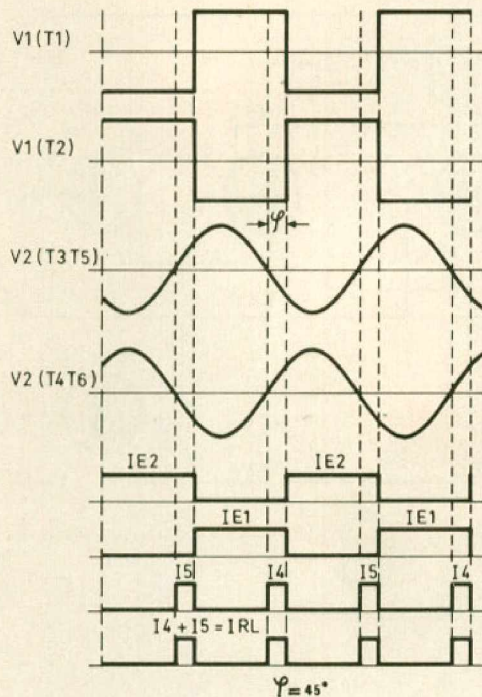 V1(T1)
V1(T2)
φ
V2(T3T5)
V2(T4T6)
IE2 IE2
IE1 IE1
I5 I4 I5 I4
I4+I5=IRL
φ=45°